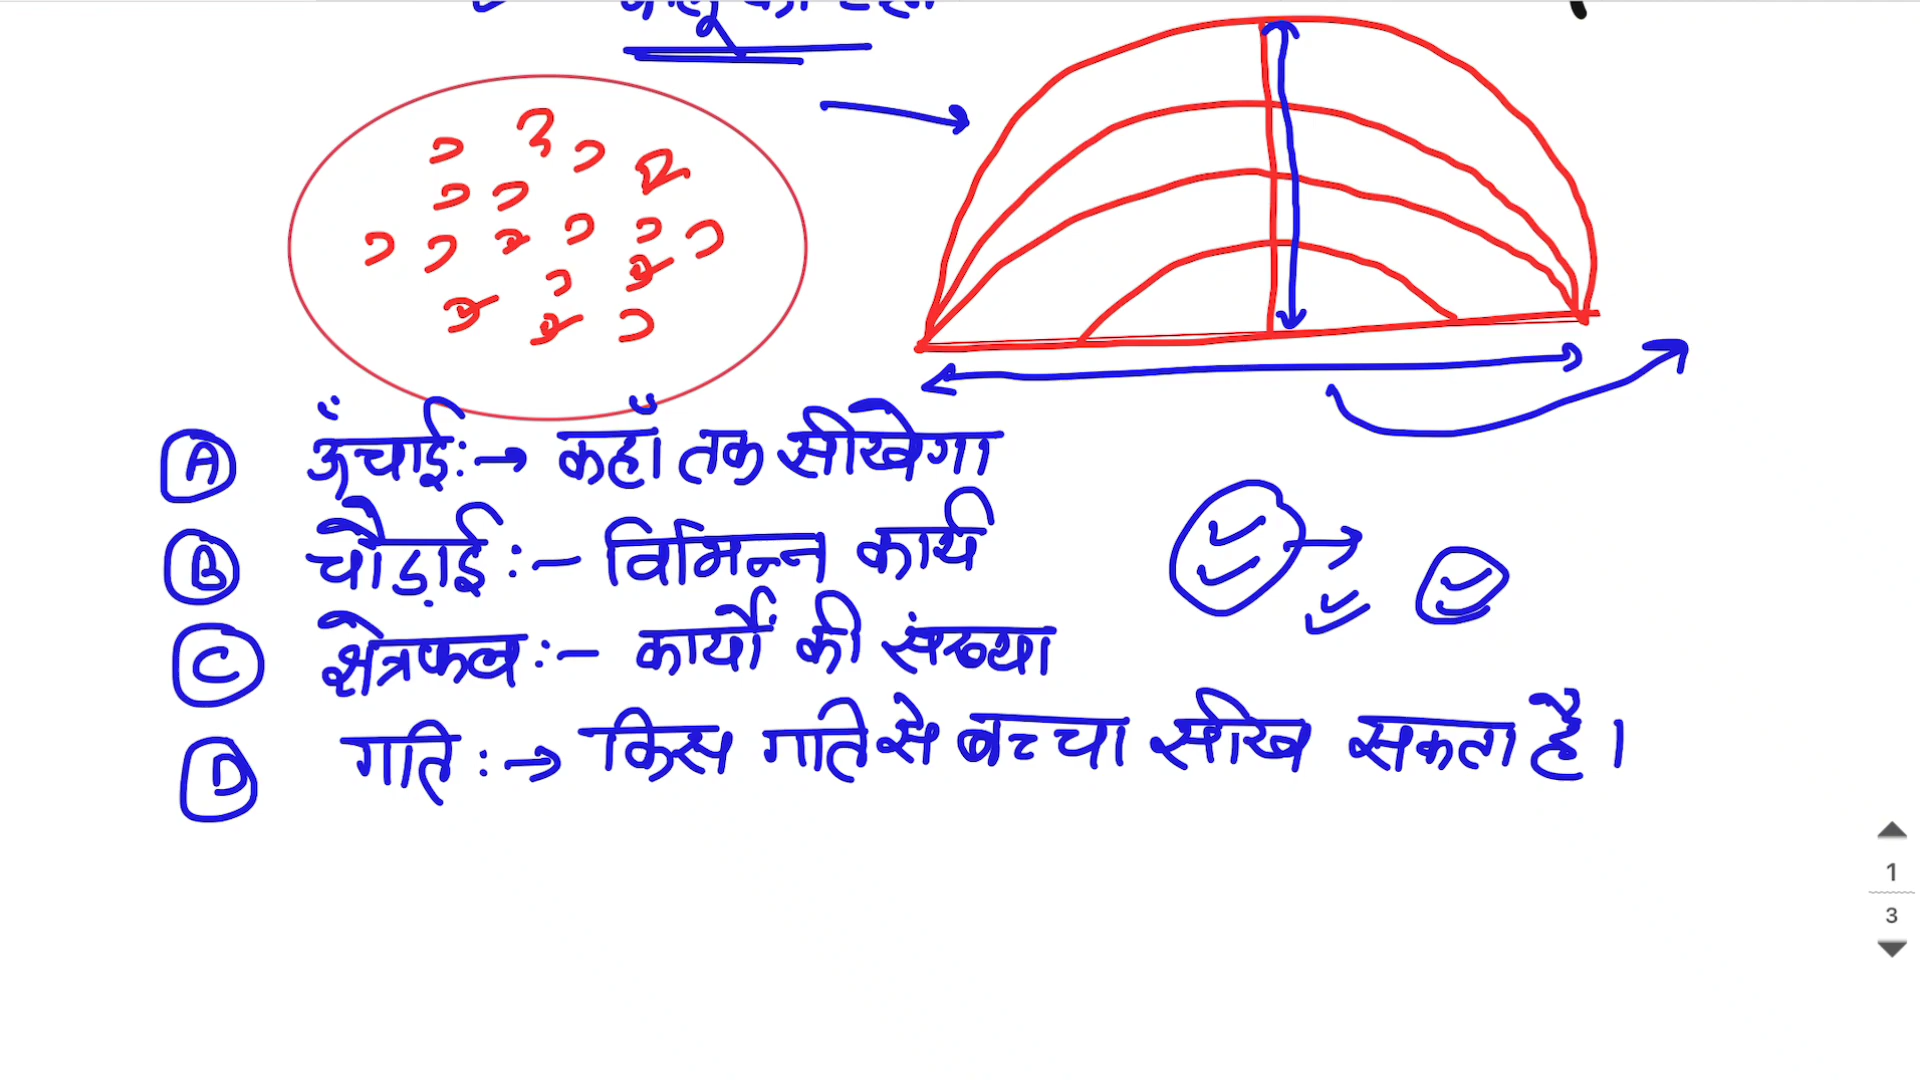 A ऊँचाई:→ कहाँ तक सीखेगा
B चौड़ाई:- विभिन्न कार्य
C क्षेत्रफल:- कार्यों की संख्या
D गति:→ किस गति से बच्चा सीख सकता है।
1
3